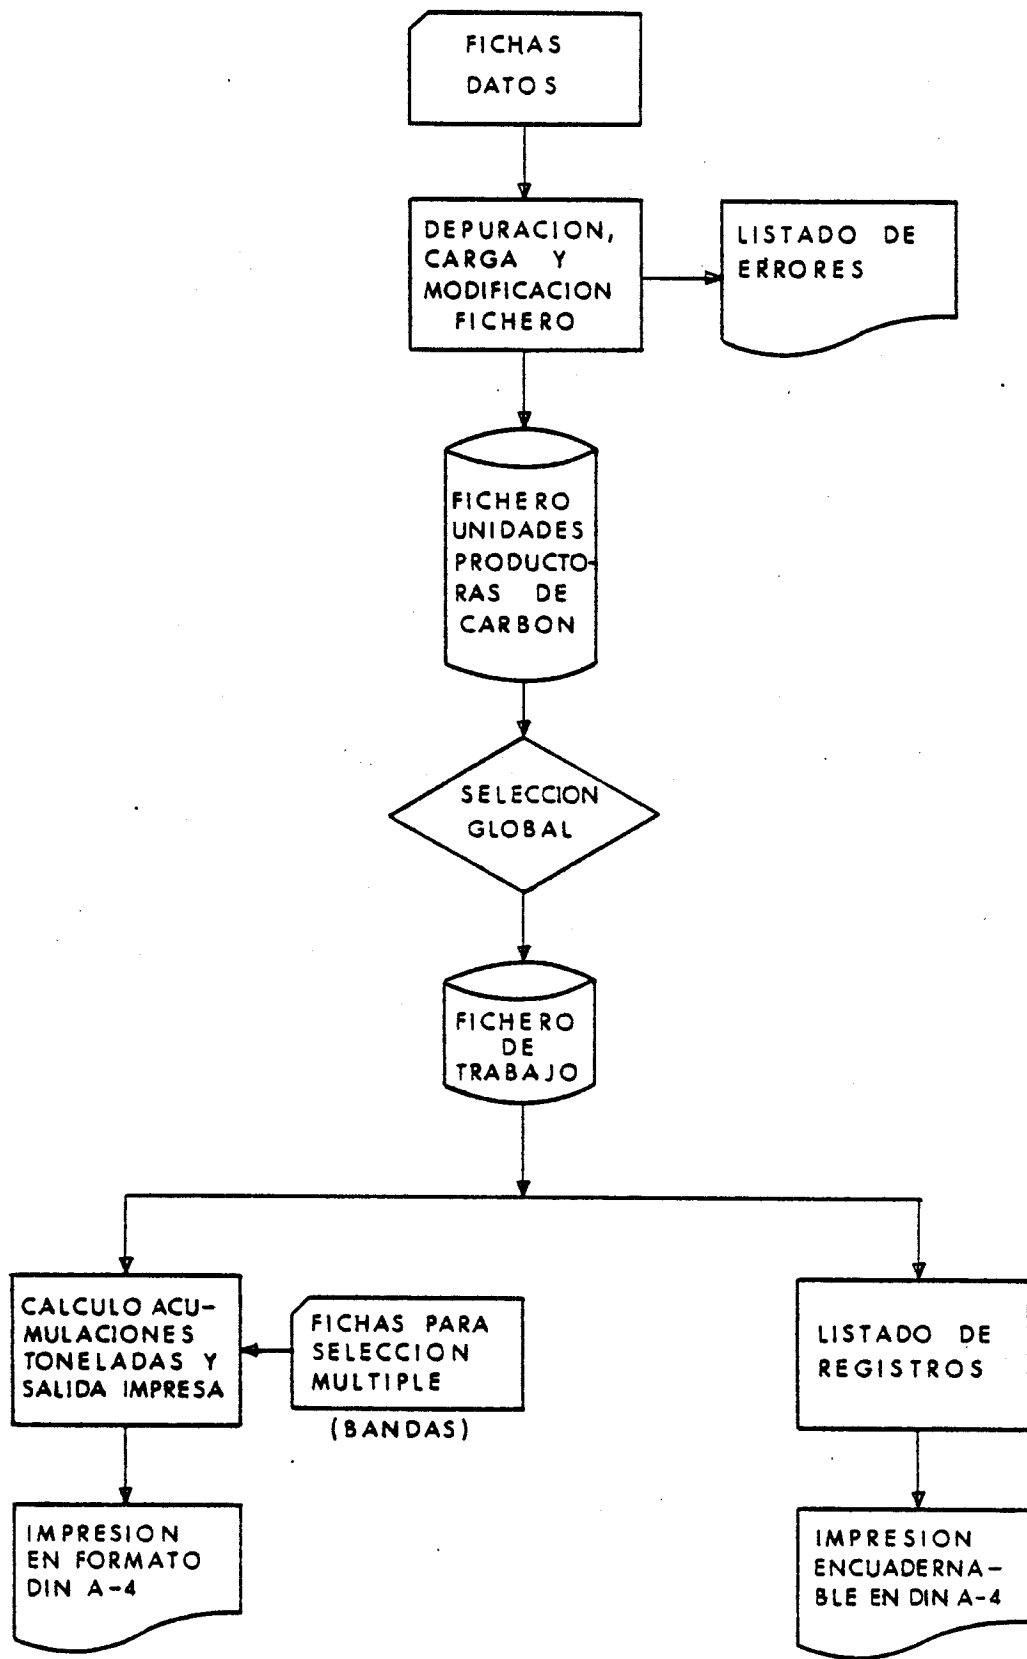 FICHAS
DATOS
DEPURACION,
CARGA Y
MODIFICACION
FICHERO
LISTADO DE
ERRORES
FICHERO
UNIDADES
PRODUCTO-
RAS DE
CARBON
SELECCION
GLOBAL
FICHERO
DE
TRABAJO
CALCULO ACU-
MULACIONES
TONELADAS Y
SALIDA IMPRESA
FICHAS PARA
SELECCION
MULTIPLE
(BANDAS)
LISTADO DE
REGISTROS
IMPRESION
EN FORMATO
DIN A-4
IMPRESION
ENCUADERNA-
BLE EN DIN A-4